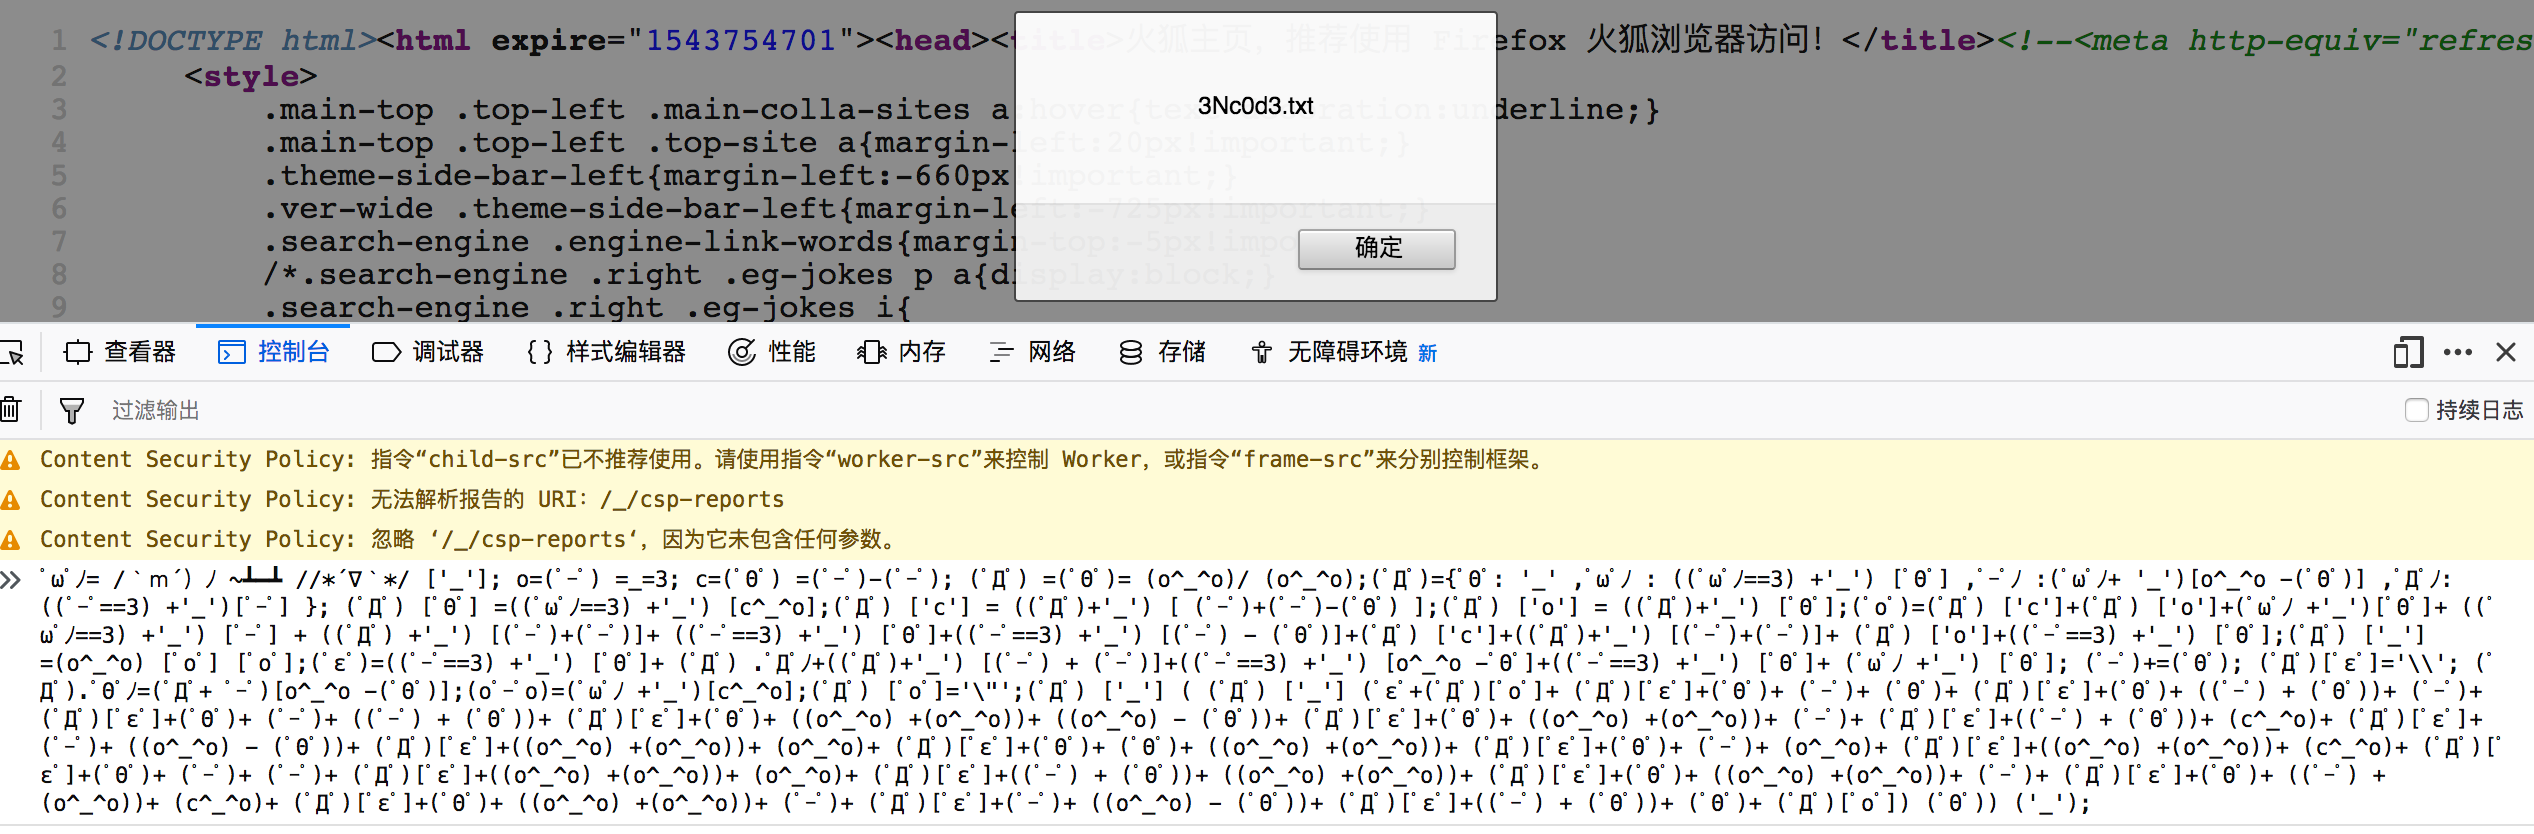 1 <!DOCTYPE html><html expire="1543754701"><head><title>火狐主页，推荐使用 Firefox 火狐浏览器访问！</title><!--<meta http-equiv="refres
2 <style>
3 .main-top .top-left .main-colla-sites a:hover{text-decoration:underline;}
4 .main-top .top-left .top-site a{margin-left:20px!important;}
5 .theme-side-bar-left{margin-left:-660px!important;}
6 .ver-wide .theme-side-bar-left{margin-left:-725px!important;}
7 .search-engine .engine-link-words{margin-top:-5px!impo
8 /*.search-engine .right .eg-jokes p a{display:block;}
9 .search-engine .right .eg-jokes i{
3Nc0d3.txt
确定
查看器 控制台 调试器 样式编辑器 性能 内存 网络 存储 无障碍环境 新
过滤输出 持续日志
Content Security Policy: 指令“child-src”已不推荐使用。请使用指令“worker-src”来控制 Worker，或指令“frame-src”来分别控制框架。
Content Security Policy: 无法解析报告的 URI：/_/csp-reports
Content Security Policy: 忽略 ‘/_/csp-reports‘，因为它未包含任何参数。
ﾟωﾟﾉ= /｀ｍ´）ﾉ ~┻━┻ //*´∇｀*/ ['_']; o=(ﾟｰﾟ) =_=3; c=(ﾟΘﾟ) =(ﾟｰﾟ)-(ﾟｰﾟ); (ﾟДﾟ) =(ﾟΘﾟ)= (o^_^o)/ (o^_^o);(ﾟДﾟ)={ﾟΘﾟ: '_' ,ﾟωﾟﾉ : ((ﾟωﾟﾉ==3) +'_') [ﾟΘﾟ] ,ﾟｰﾟﾉ :(ﾟωﾟﾉ+ '_')[o^_^o -(ﾟΘﾟ)] ,ﾟДﾟﾉ:
((ﾟｰﾟ==3) +'_')[ﾟｰﾟ] }; (ﾟДﾟ) [ﾟΘﾟ] =((ﾟωﾟﾉ==3) +'_') [c^_^o];(ﾟДﾟ) ['c'] = ((ﾟДﾟ)+'_') [ (ﾟｰﾟ)+(ﾟｰﾟ)-(ﾟΘﾟ) ];(ﾟДﾟ) ['o'] = ((ﾟДﾟ)+'_') [ﾟΘﾟ];(ﾟoﾟ)=(ﾟДﾟ) ['c']+(ﾟДﾟ) ['o']+(ﾟωﾟﾉ +'_')[ﾟΘﾟ]+ ((ﾟ
ωﾟﾉ==3) +'_') [ﾟｰﾟ] + ((ﾟДﾟ) +'_') [(ﾟｰﾟ)+(ﾟｰﾟ)]+ ((ﾟｰﾟ==3) +'_') [ﾟΘﾟ]+((ﾟｰﾟ==3) +'_') [(ﾟｰﾟ) - (ﾟΘﾟ)]+(ﾟДﾟ) ['c']+((ﾟДﾟ)+'_') [(ﾟｰﾟ)+(ﾟｰﾟ)]+ (ﾟДﾟ) ['o']+((ﾟｰﾟ==3) +'_') [ﾟΘﾟ];(ﾟДﾟ) ['_']
=(o^_^o) [ﾟoﾟ] [ﾟoﾟ];(ﾟεﾟ)=((ﾟｰﾟ==3) +'_') [ﾟΘﾟ]+ (ﾟДﾟ) .ﾟДﾟﾉ+((ﾟДﾟ)+'_') [(ﾟｰﾟ) + (ﾟｰﾟ)]+((ﾟｰﾟ==3) +'_') [o^_^o -ﾟΘﾟ]+((ﾟｰﾟ==3) +'_') [ﾟΘﾟ]+ (ﾟωﾟﾉ +'_') [ﾟΘﾟ]; (ﾟｰﾟ)+=(ﾟΘﾟ); (ﾟДﾟ)[ﾟεﾟ]='\\'; (ﾟ
Дﾟ).ﾟΘﾟﾉ=(ﾟДﾟ+ ﾟｰﾟ)[o^_^o -(ﾟΘﾟ)];(oﾟｰﾟo)=(ﾟωﾟﾉ +'_')[c^_^o];(ﾟДﾟ) [ﾟoﾟ]='\"';(ﾟДﾟ) ['_'] ( (ﾟДﾟ) ['_'] (ﾟεﾟ+(ﾟДﾟ)[ﾟoﾟ]+ (ﾟДﾟ)[ﾟεﾟ]+(ﾟΘﾟ)+ (ﾟｰﾟ)+ (ﾟΘﾟ)+ (ﾟДﾟ)[ﾟεﾟ]+(ﾟΘﾟ)+ ((ﾟｰﾟ) + (ﾟΘﾟ))+ (ﾟｰﾟ)+
(ﾟДﾟ)[ﾟεﾟ]+(ﾟΘﾟ)+ (ﾟｰﾟ)+ ((ﾟｰﾟ) + (ﾟΘﾟ))+ (ﾟДﾟ)[ﾟεﾟ]+(ﾟΘﾟ)+ ((o^_^o) +(o^_^o))+ ((o^_^o) - (ﾟΘﾟ))+ (ﾟДﾟ)[ﾟεﾟ]+(ﾟΘﾟ)+ ((o^_^o) +(o^_^o))+ (ﾟｰﾟ)+ (ﾟДﾟ)[ﾟεﾟ]+((ﾟｰﾟ) + (ﾟΘﾟ))+ (c^_^o)+ (ﾟДﾟ)[ﾟεﾟ]+
(ﾟｰﾟ)+ ((o^_^o) - (ﾟΘﾟ))+ (ﾟДﾟ)[ﾟεﾟ]+((o^_^o) +(o^_^o))+ (o^_^o)+ (ﾟДﾟ)[ﾟεﾟ]+(ﾟΘﾟ)+ (ﾟΘﾟ)+ ((o^_^o) +(o^_^o))+ (ﾟДﾟ)[ﾟεﾟ]+(ﾟΘﾟ)+ (ﾟｰﾟ)+ (o^_^o)+ (ﾟДﾟ)[ﾟεﾟ]+((o^_^o) +(o^_^o))+ (c^_^o)+ (ﾟДﾟ)[ﾟ
εﾟ]+(ﾟΘﾟ)+ (ﾟｰﾟ)+ (ﾟｰﾟ)+ (ﾟДﾟ)[ﾟεﾟ]+((o^_^o) +(o^_^o))+ (o^_^o)+ (ﾟДﾟ)[ﾟεﾟ]+((ﾟｰﾟ) + (ﾟΘﾟ))+ ((o^_^o) +(o^_^o))+ (ﾟДﾟ)[ﾟεﾟ]+(ﾟΘﾟ)+ ((o^_^o) +(o^_^o))+ (ﾟｰﾟ)+ (ﾟДﾟ)[ﾟεﾟ]+(ﾟΘﾟ)+ ((ﾟｰﾟ) +
(o^_^o))+ (c^_^o)+ (ﾟДﾟ)[ﾟεﾟ]+(ﾟΘﾟ)+ ((o^_^o) +(o^_^o))+ (ﾟｰﾟ)+ (ﾟДﾟ)[ﾟεﾟ]+(ﾟｰﾟ)+ ((o^_^o) - (ﾟΘﾟ))+ (ﾟДﾟ)[ﾟεﾟ]+((ﾟｰﾟ) + (ﾟΘﾟ))+ (ﾟΘﾟ)+ (ﾟДﾟ)[ﾟoﾟ]) (ﾟΘﾟ)) ('_');